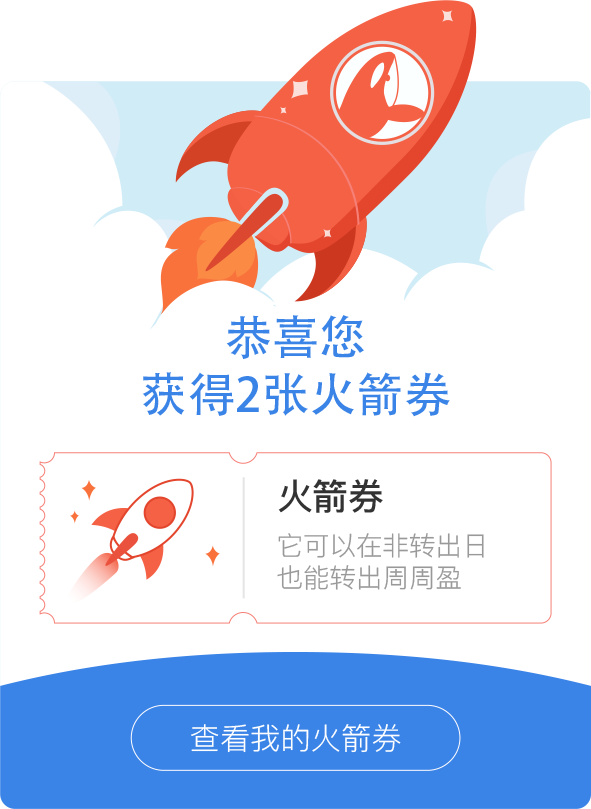 恭喜您
获得2张火箭券
火箭券
它可以在非转出日
也能转出周周盈
查看我的火箭券